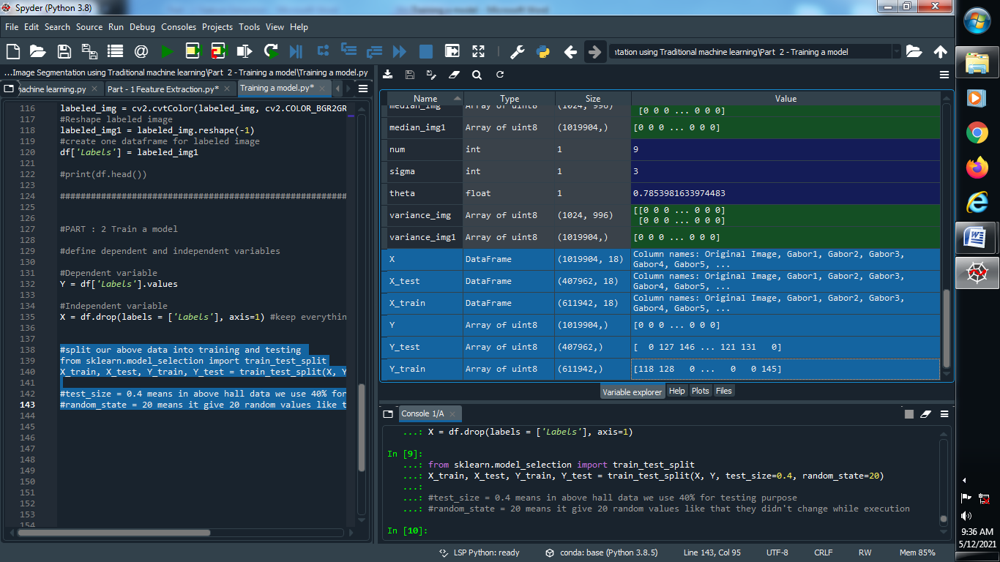 Spyder (Python 3.8)
File Edit Search Source Run Debug Consoles Projects Tools View Help
ntation using Traditional machine learning\Part 2 - Training a model
...Image Segmentation using Traditional machine learning\Part 2 - Training a model\Training a model.py
machine learning.py Part - 1 Feature Extraction.py* Training a model.py*
116 labeled_img = cv2.cvtColor(labeled_img, cv2.COLOR_BGR2GR
117 #Reshape labeled image
118 labeled_img1 = labeled_img.reshape(-1)
119 #create one dataframe for labeled image
120 df['Labels'] = labeled_img1
121
122 #print(df.head())
123
124 ########################################################
125
126
127 #PART : 2 Train a model
128
129 #define dependent and independent variables
130
131 #Dependent variable
132 Y = df['Labels'].values
133
134 #Independent variable
135 X = df.drop(labels = ['Labels'], axis=1) #keep everythin
136
137
138 #split our above data into training and testing
139 from sklearn.model_selection import train_test_split
140 X_train, X_test, Y_train, Y_test = train_test_split(X, Y
141
142 #test_size = 0.4 means in above hall data we use 40% for
143 #random_state = 20 means it give 20 random values like t
144
145
146
147
148
149
150
151
152
153
154
Name Type Size Value
median_img Array of uint8 (1024, 996) [0 0 0 ... 0 0 0]
median_img1 Array of uint8 (1019904,) [0 0 0 ... 0 0 0]
num int 1 9
sigma int 1 3
theta float 1 0.7853981633974483
variance_img Array of uint8 (1024, 996) [[0 0 0 ... 0 0 0]
[0 0 0 ... 0 0 0]
variance_img1 Array of uint8 (1019904,) [0 0 0 ... 0 0 0]
X DataFrame (1019904, 18) Column names: Original Image, Gabor1, Gabor2, Gabor3,
Gabor4, Gabor5, ...
X_test DataFrame (407962, 18) Column names: Original Image, Gabor1, Gabor2, Gabor3,
Gabor4, Gabor5, ...
X_train DataFrame (611942, 18) Column names: Original Image, Gabor1, Gabor2, Gabor3,
Gabor4, Gabor5, ...
Y Array of uint8 (1019904,) [0 0 0 ... 0 0 0]
Y_test Array of uint8 (407962,) [ 0 127 146 ... 121 131 0]
Y_train Array of uint8 (611942,) [118 128 0 ... 0 0 145]
Variable explorer Help Plots Files
Console 1/A
...: X = df.drop(labels = ['Labels'], axis=1)
In [9]:
...: from sklearn.model_selection import train_test_split
...: X_train, X_test, Y_train, Y_test = train_test_split(X, Y, test_size=0.4, random_state=20)
...:
...: #test_size = 0.4 means in above hall data we use 40% for testing purpose
...: #random_state = 20 means it give 20 random values like that they didn't change while execution
In [10]:
LSP Python: ready conda: base (Python 3.8.5) Line 143, Col 95 UTF-8 CRLF RW Mem 85%
9:36 AM
5/12/2021